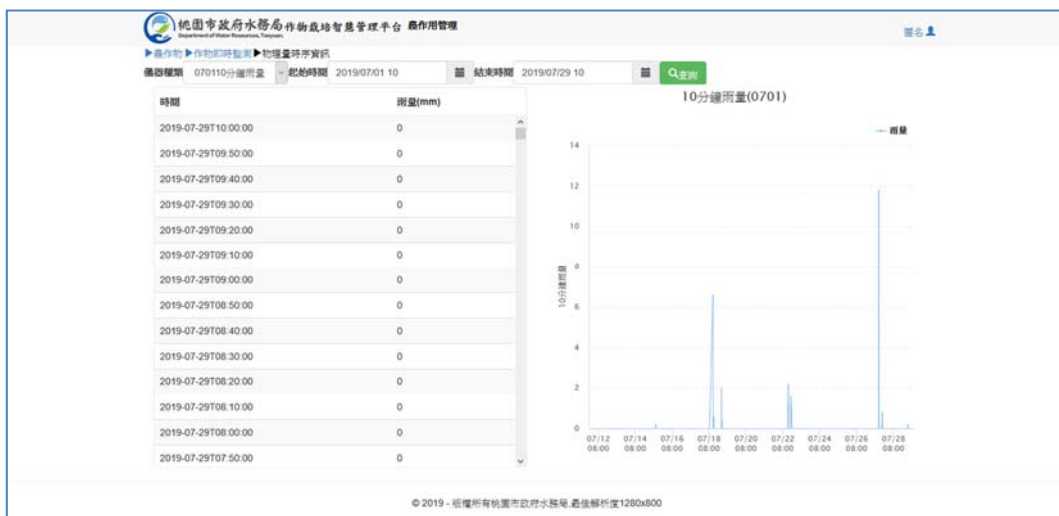 桃園市政府水務局作物栽培智慧管理平台 農作用管理
Department of Water Resources, Taoyuan.
匿名
▶農作物 ▶作物即時監測 ▶物理量時序資訊
儀器種類 070110分鐘雨量 起始時間 2019/07/01 10 結束時間 2019/07/29 10 查詢
時間 雨量(mm)
2019-07-29T10:00:00 0
2019-07-29T09:50:00 0
2019-07-29T09:40:00 0
2019-07-29T09:30:00 0
2019-07-29T09:20:00 0
2019-07-29T09:10:00 0
2019-07-29T09:00:00 0
2019-07-29T08:50:00 0
2019-07-29T08:40:00 0
2019-07-29T08:30:00 0
2019-07-29T08:20:00 0
2019-07-29T08:10:00 0
2019-07-29T08:00:00 0
2019-07-29T07:50:00 0
10分鐘雨量(0701)
雨量
10分鐘雨量
14
12
10
8
6
4
2
0
07/12 07/14 07/16 07/18 07/20 07/22 07/24 07/26 07/28
08:00 08:00 08:00 08:00 08:00 08:00 08:00 08:00 08:00
© 2019 - 版權所有桃園市政府水務局,最佳解析度1280x800